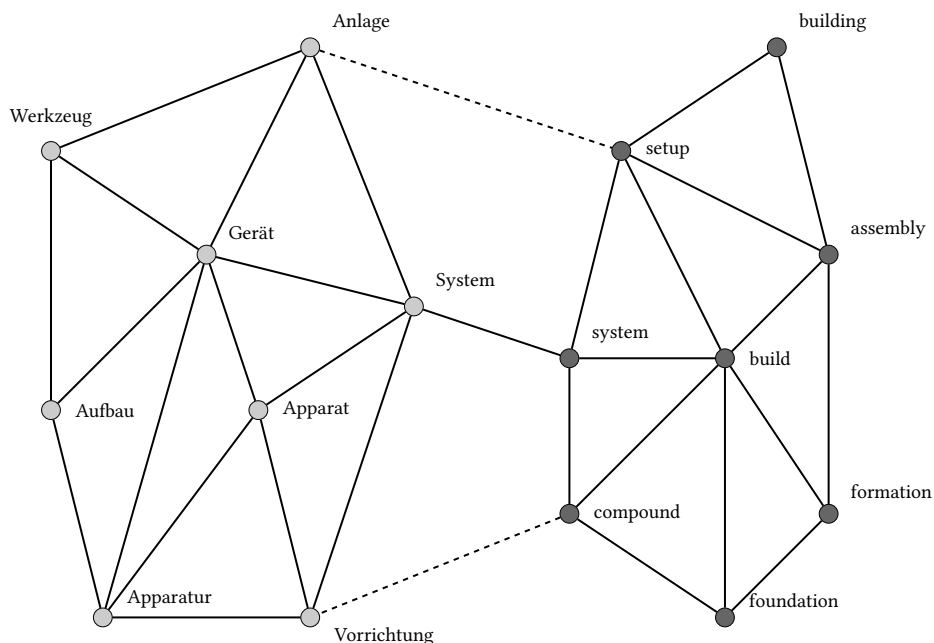 Anlage
building
Werkzeug
setup
Gerät
assembly
System
system
build
Aufbau
Apparat
formation
compound
Apparatur
foundation
Vorrichtung